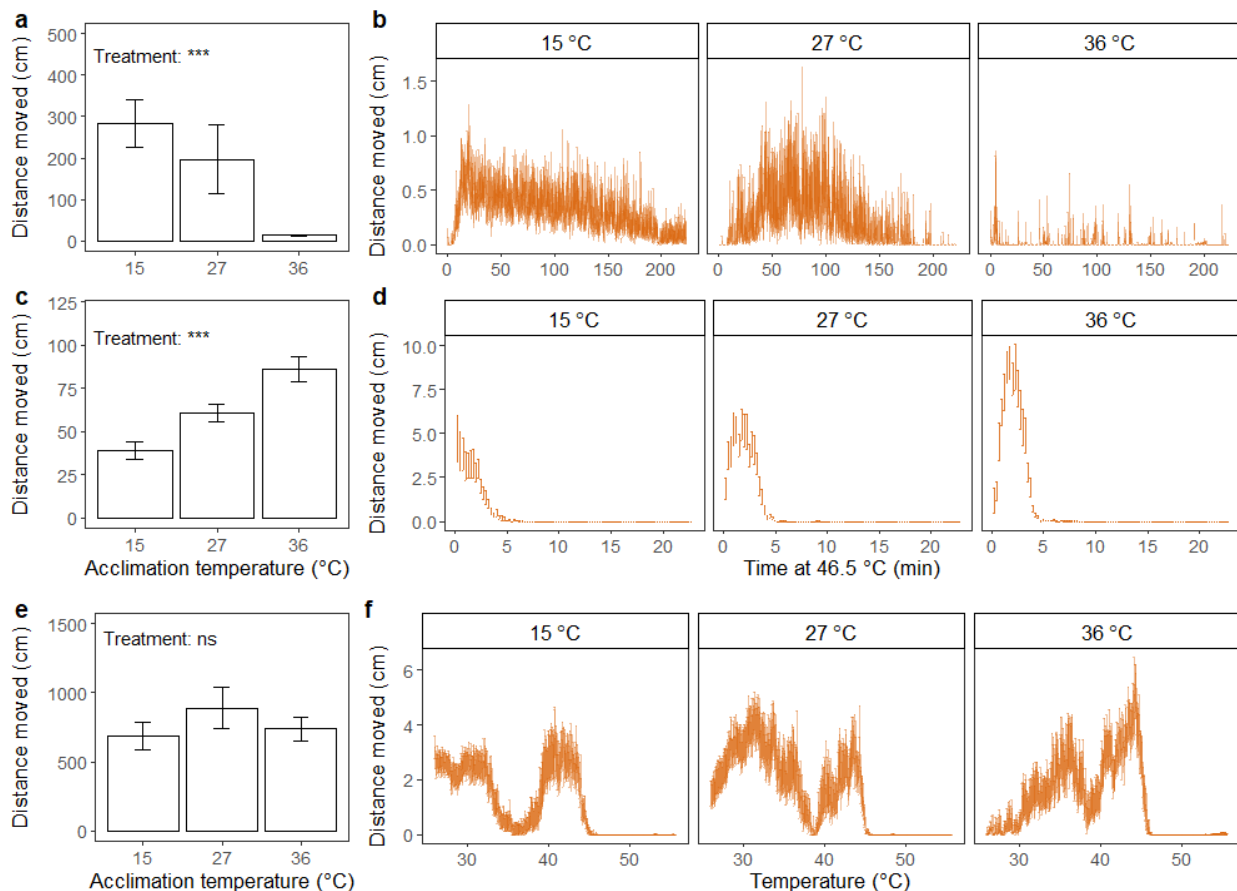 a
Distance moved (cm)
500
400
300
200
100
0
Treatment: ***
15 27 36
b
Distance moved (cm)
15 °C 27 °C 36 °C
1.5
1.0
0.5
0.0
0 50 100 150 200 0 50 100 150 200 0 50 100 150 200
c
Distance moved (cm)
125
100
75
50
25
0
Treatment: ***
15 27 36
Acclimation temperature (°C)
d
Distance moved (cm)
15 °C 27 °C 36 °C
10.0
7.5
5.0
2.5
0.0
0 5 10 15 20 0 5 10 15 20 0 5 10 15 20
Time at 46.5 °C (min)
e
Distance moved (cm)
1500
1000
500
0
Treatment: ns
15 27 36
Acclimation temperature (°C)
f
Distance moved (cm)
15 °C 27 °C 36 °C
6
4
2
0
30 40 50 30 40 50 30 40 50
Temperature (°C)